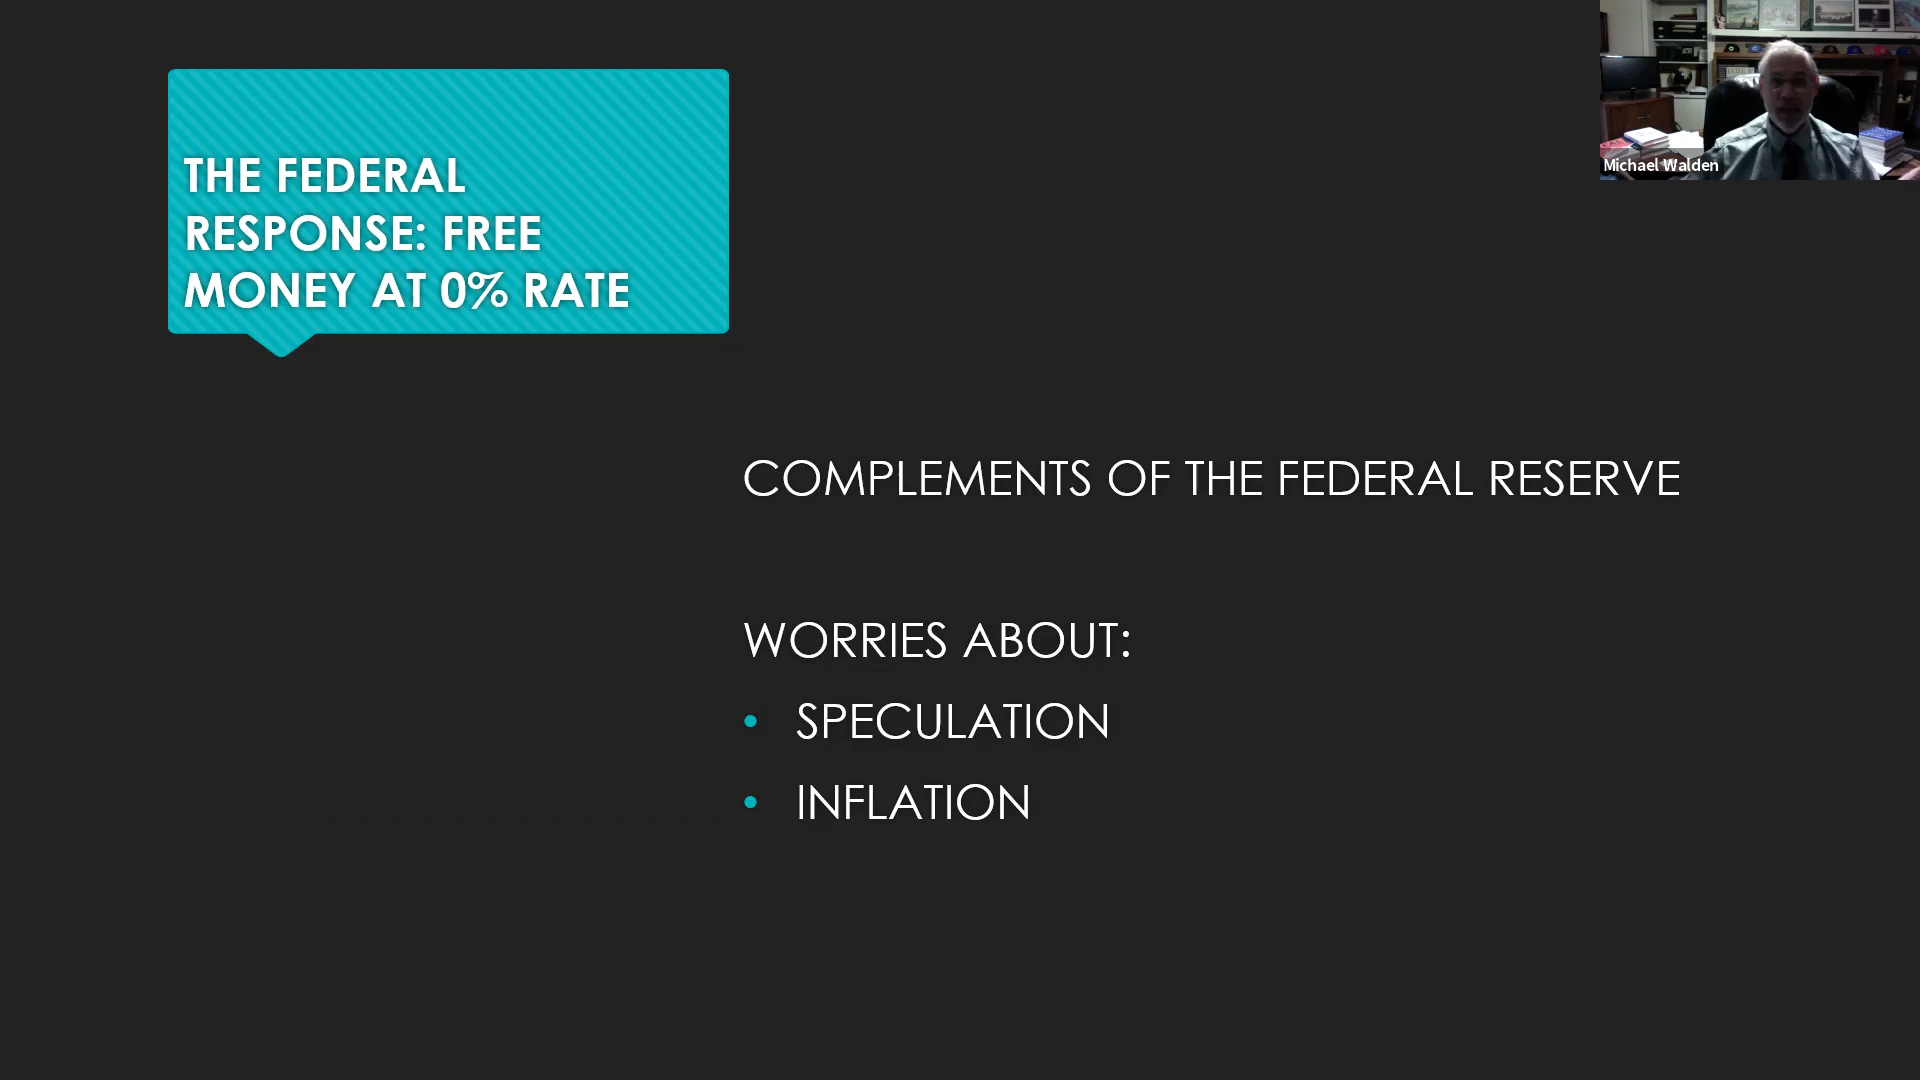 THE FEDERAL
RESPONSE: FREE
MONEY AT 0% RATE
Michael Walden
COMPLEMENTS OF THE FEDERAL RESERVE
WORRIES ABOUT:
• SPECULATION
• INFLATION